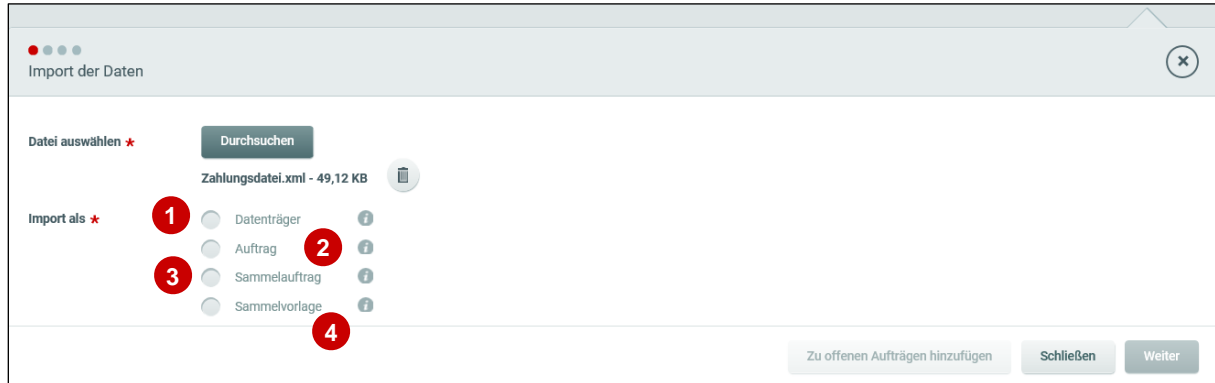 Import der Daten
Datei auswählen * Durchsuchen
Zahlungsdatei.xml - 49,12 KB
Import als * 1 Datenträger i
Auftrag 2 i
3 Sammelauftrag i
Sammelvorlage i
4
Zu offenen Aufträgen hinzufügen Schließen Weiter